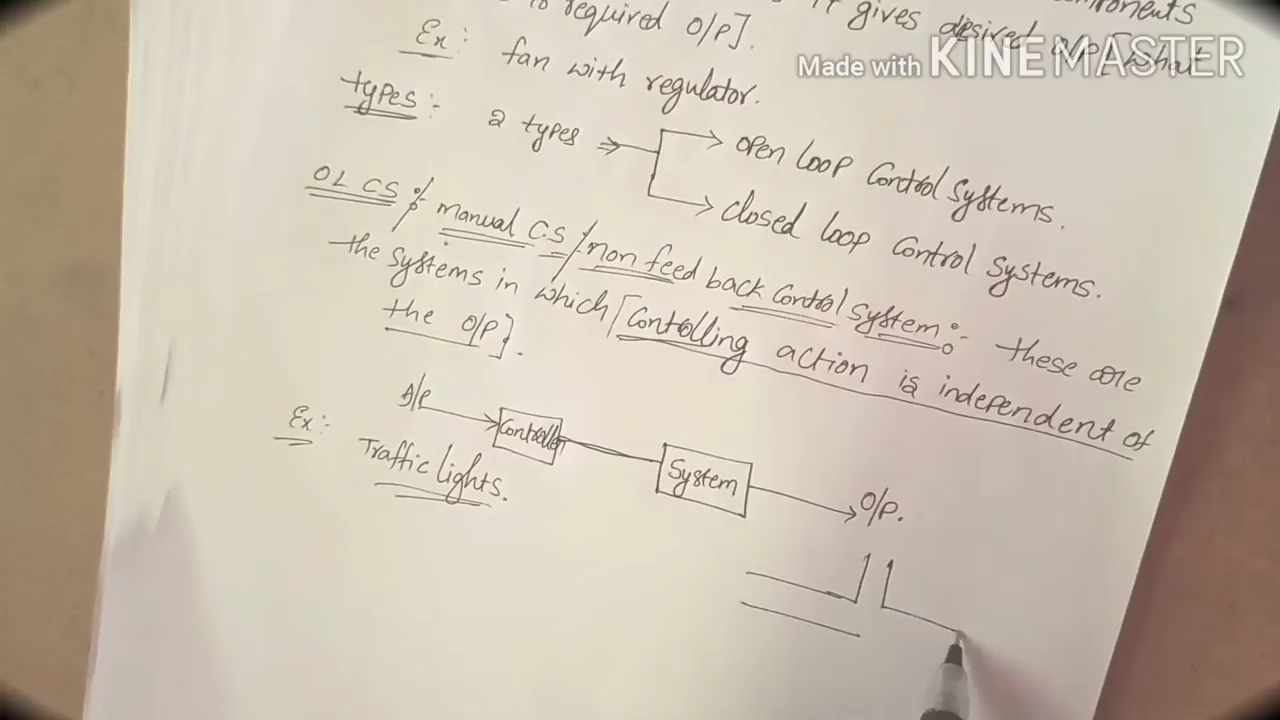 required O/P]. It gives desired o/p [what
Ex:- fan with regulator.
Made with KINEMASTER
types:- 2 types ⇒ → open loop Control Systems.
→ closed loop Control Systems.
OL CS / manual C.S / non feed back Control system:- these are
the systems in which [Controlling action is independent of
the O/P].
I/P → Controller System → O/P.
Ex:- Traffic lights.